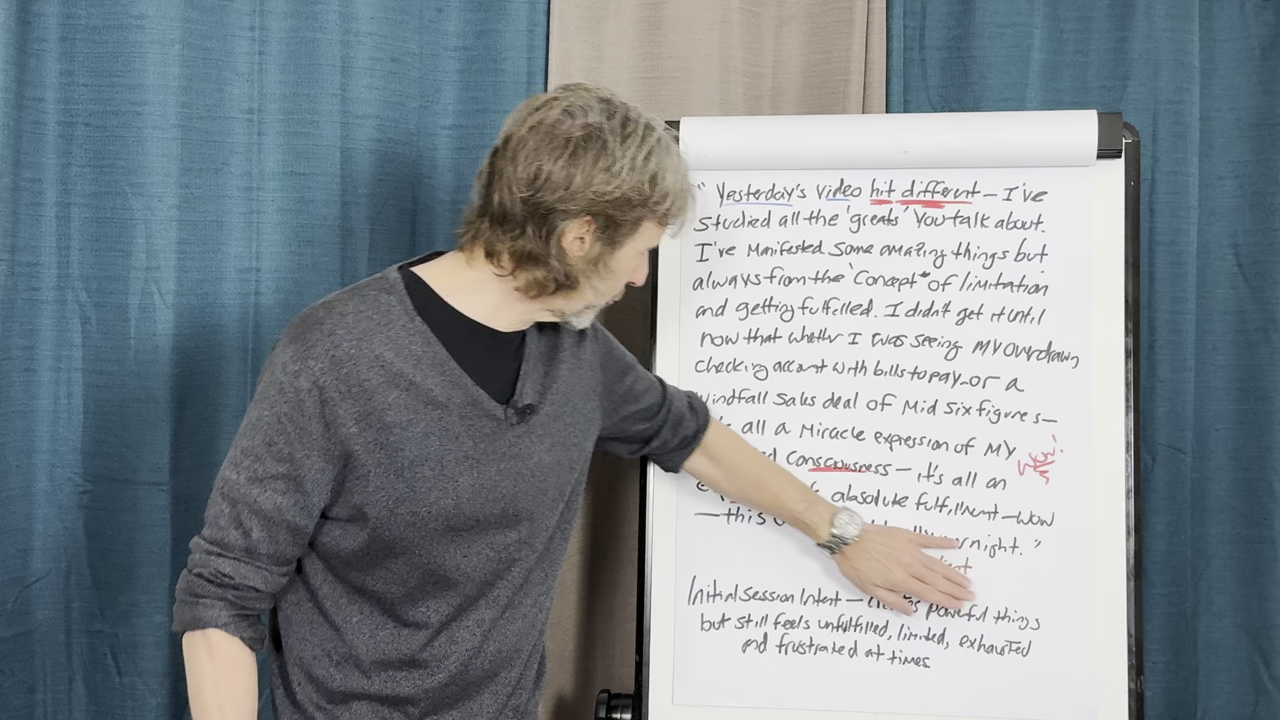 " Yesterday's video hit different — I've
studied all the 'greats' You talk about.
I've Manifested some amazing things but
always from the "Concept" of limitation
and getting fulfilled. I didn't get it until
now that whether I was seeing MY overdrawn
checking account with bills to pay - or a
windfall sales deal of Mid Six figures —
all a Miracle expression of MY
Consciousness — it's all an
absolute fulfillment — Wow
— this overnight."
Initial Session Intent — powerful things
but still feels unfulfilled, limited, exhausted
and frustrated at times